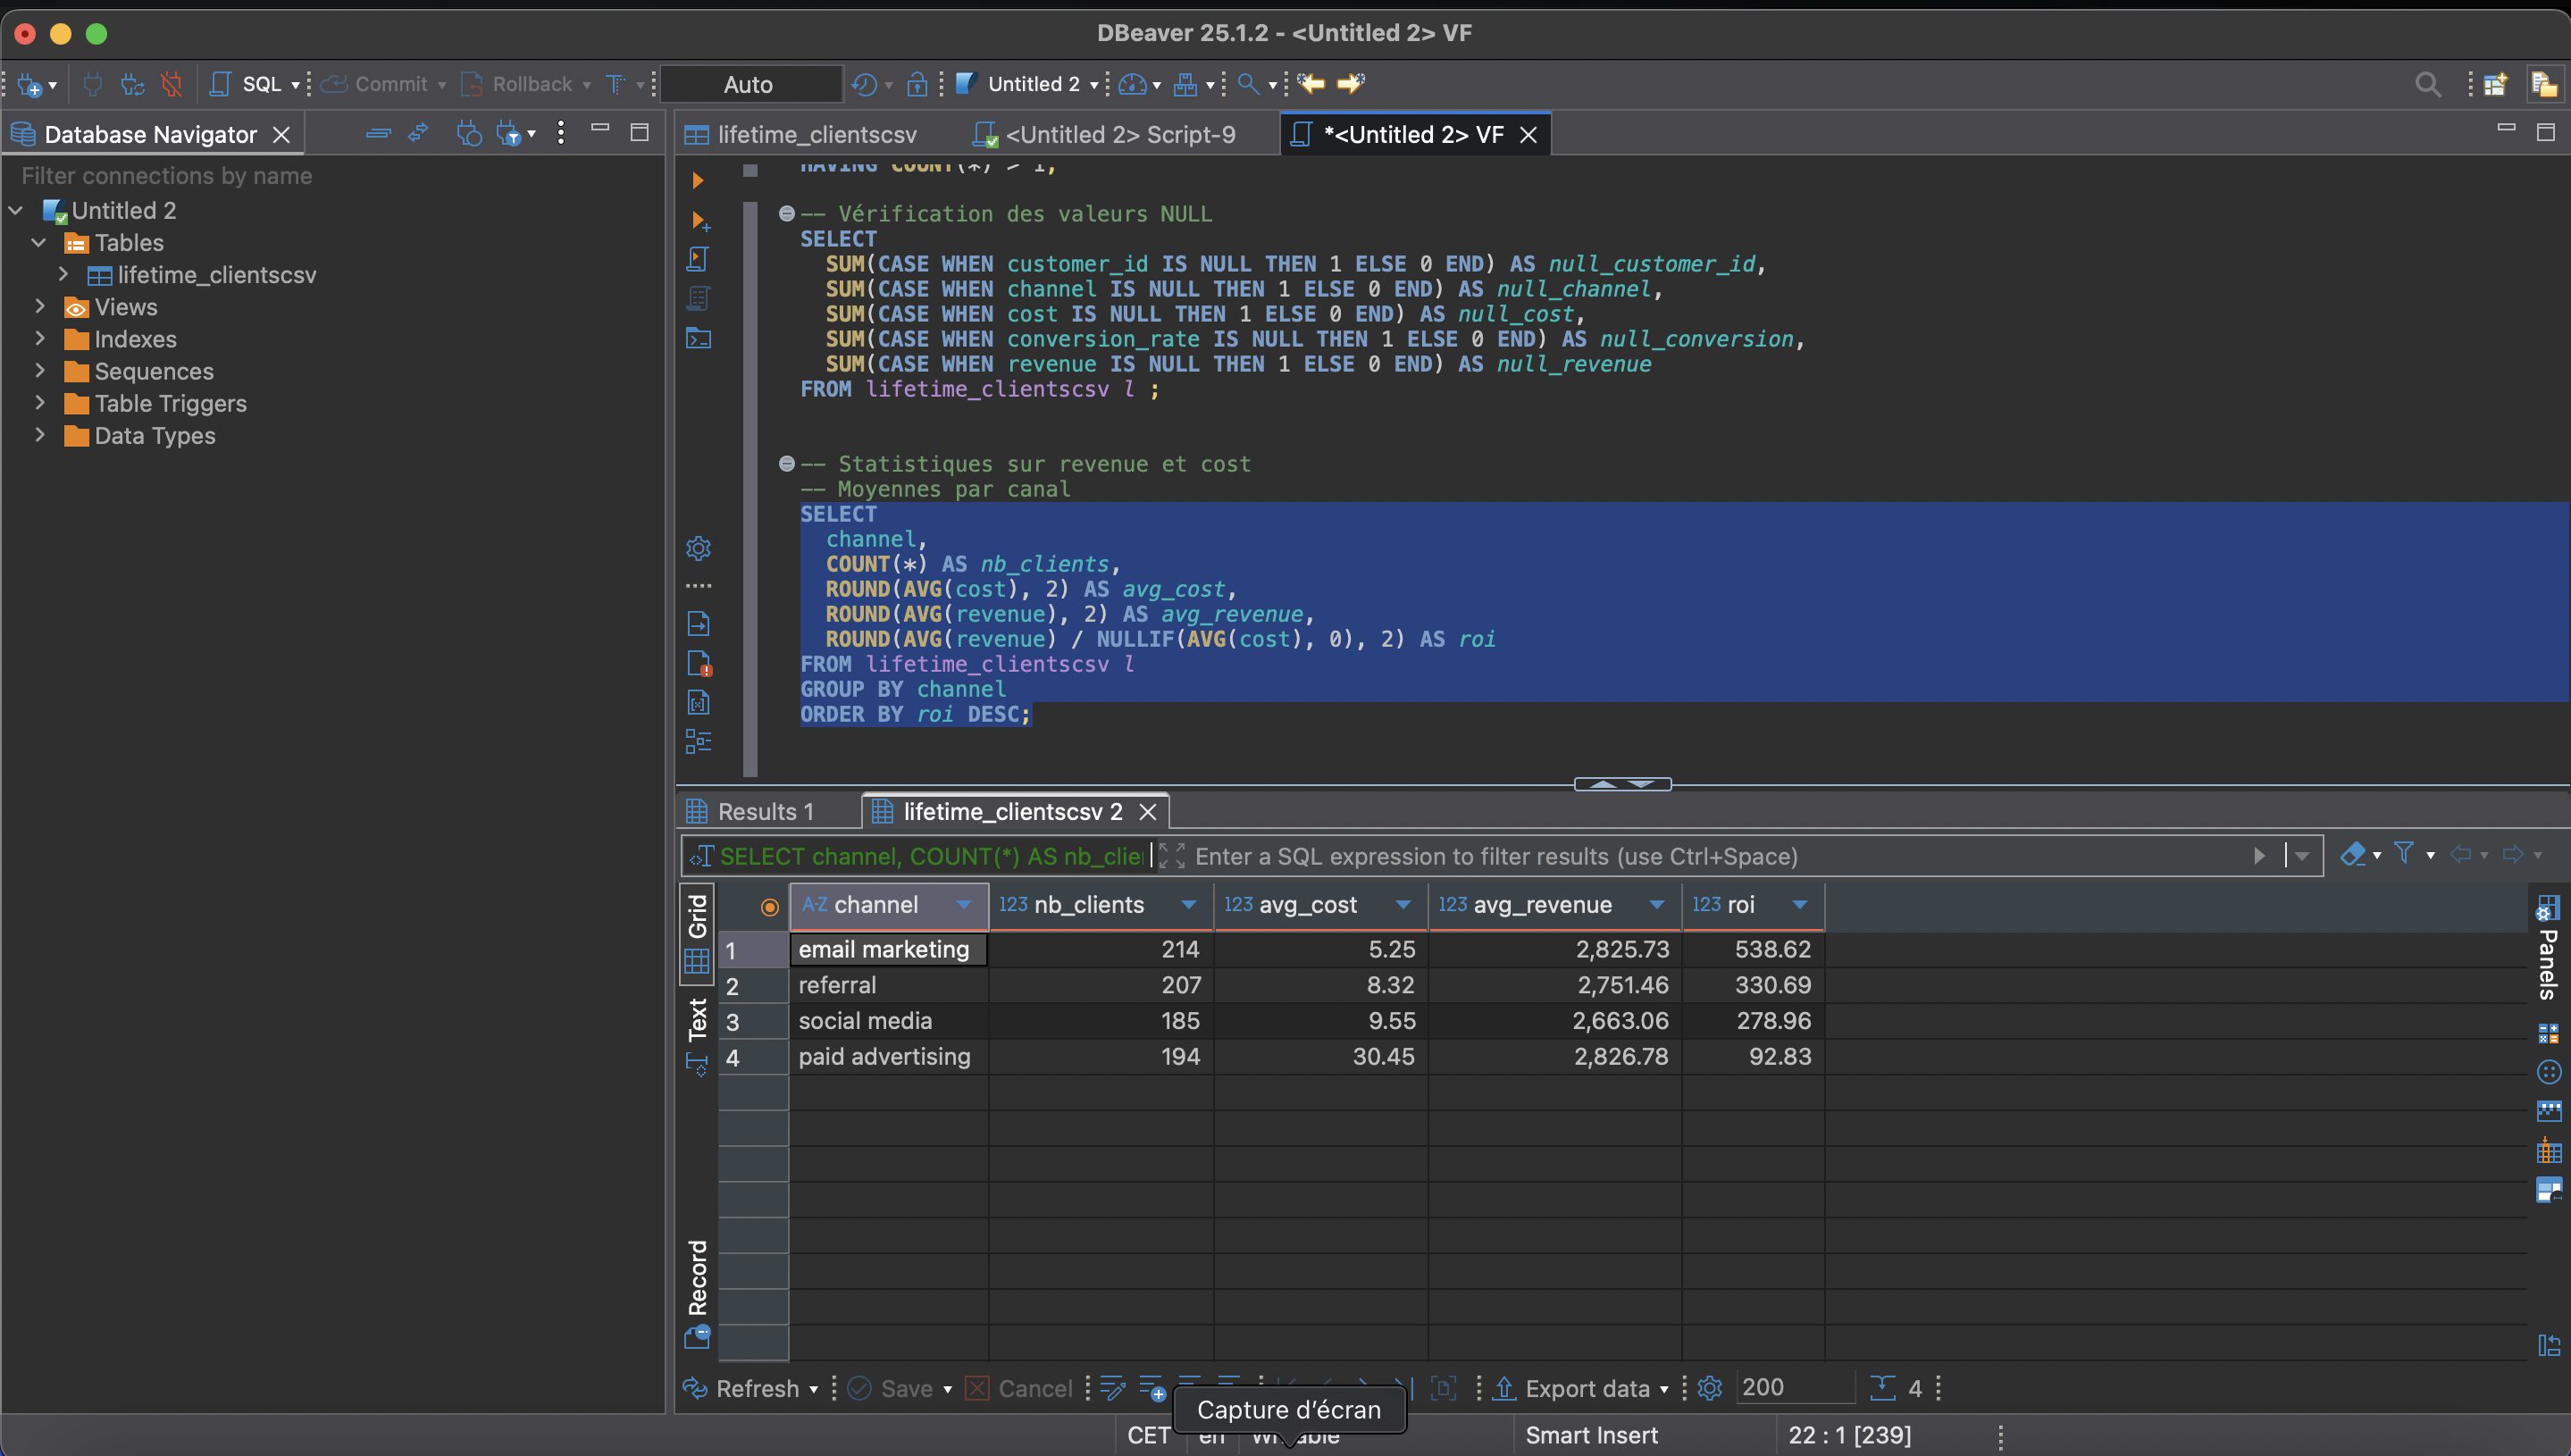 DBeaver 25.1.2 - <Untitled 2> VF
SQL Commit Rollback Auto Untitled 2
Database Navigator
Filter connections by name
Untitled 2
Tables
lifetime_clientscsv
Views
Indexes
Sequences
Table Triggers
Data Types
lifetime_clientscsv <Untitled 2> Script-9 *<Untitled 2> VF
HAVING COUNT(*) > 1;
-- Vérification des valeurs NULL
SELECT
SUM(CASE WHEN customer_id IS NULL THEN 1 ELSE 0 END) AS null_customer_id,
SUM(CASE WHEN channel IS NULL THEN 1 ELSE 0 END) AS null_channel,
SUM(CASE WHEN cost IS NULL THEN 1 ELSE 0 END) AS null_cost,
SUM(CASE WHEN conversion_rate IS NULL THEN 1 ELSE 0 END) AS null_conversion,
SUM(CASE WHEN revenue IS NULL THEN 1 ELSE 0 END) AS null_revenue
FROM lifetime_clientscsv l ;
-- Statistiques sur revenue et cost
-- Moyennes par canal
SELECT
channel,
COUNT(*) AS nb_clients,
ROUND(AVG(cost), 2) AS avg_cost,
ROUND(AVG(revenue), 2) AS avg_revenue,
ROUND(AVG(revenue) / NULLIF(AVG(cost), 0), 2) AS roi
FROM lifetime_clientscsv l
GROUP BY channel
ORDER BY roi DESC;
Results 1 lifetime_clientscsv 2
SELECT channel, COUNT(*) AS nb_clie Enter a SQL expression to filter results (use Ctrl+Space)
Grid
Text
Record
Panels
A-Z channel 123 nb_clients 123 avg_cost 123 avg_revenue 123 roi
1 email marketing 214 5.25 2,825.73 538.62
2 referral 207 8.32 2,751.46 330.69
3 social media 185 9.55 2,663.06 278.96
4 paid advertising 194 30.45 2,826.78 92.83
Refresh Save Cancel Export data 200 4
Capture d'écran
CET en Writable Smart Insert 22 : 1 [239]